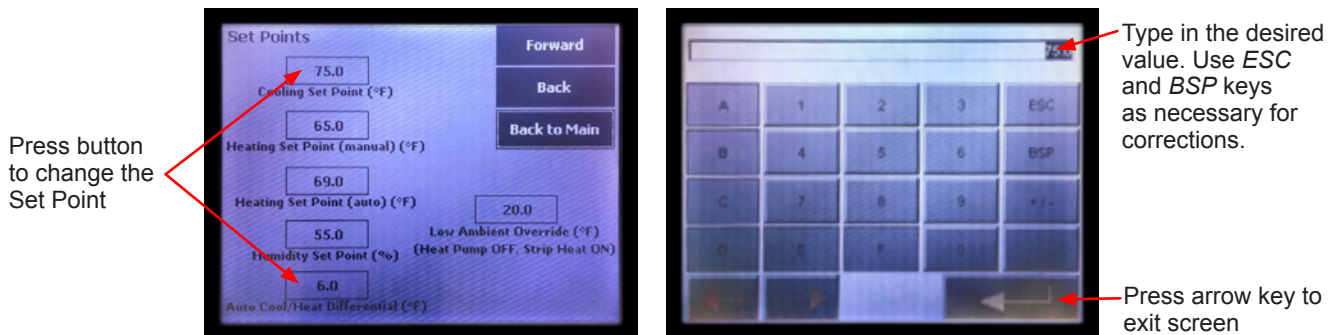 Press button
to change the
Set Point
Set Points
75.0
Cooling Set Point (°F)
65.0
Heating Set Point (manual) (°F)
69.0
Heating Set Point (auto) (°F)
55.0
Humidity Set Point (%)
6.0
Auto Cool/Heat Differential (°F)
Forward
Back
Back to Main
20.0
Low Ambient Override (°F)
(Heat Pump OFF, Strip Heat ON)
75.0
A 1 2 3 ESC
B 4 5 6 BSP
C 7 8 9 +/-
D E F 0
Type in the desired
value. Use ESC
and BSP keys
as necessary for
corrections.
Press arrow key to
exit screen